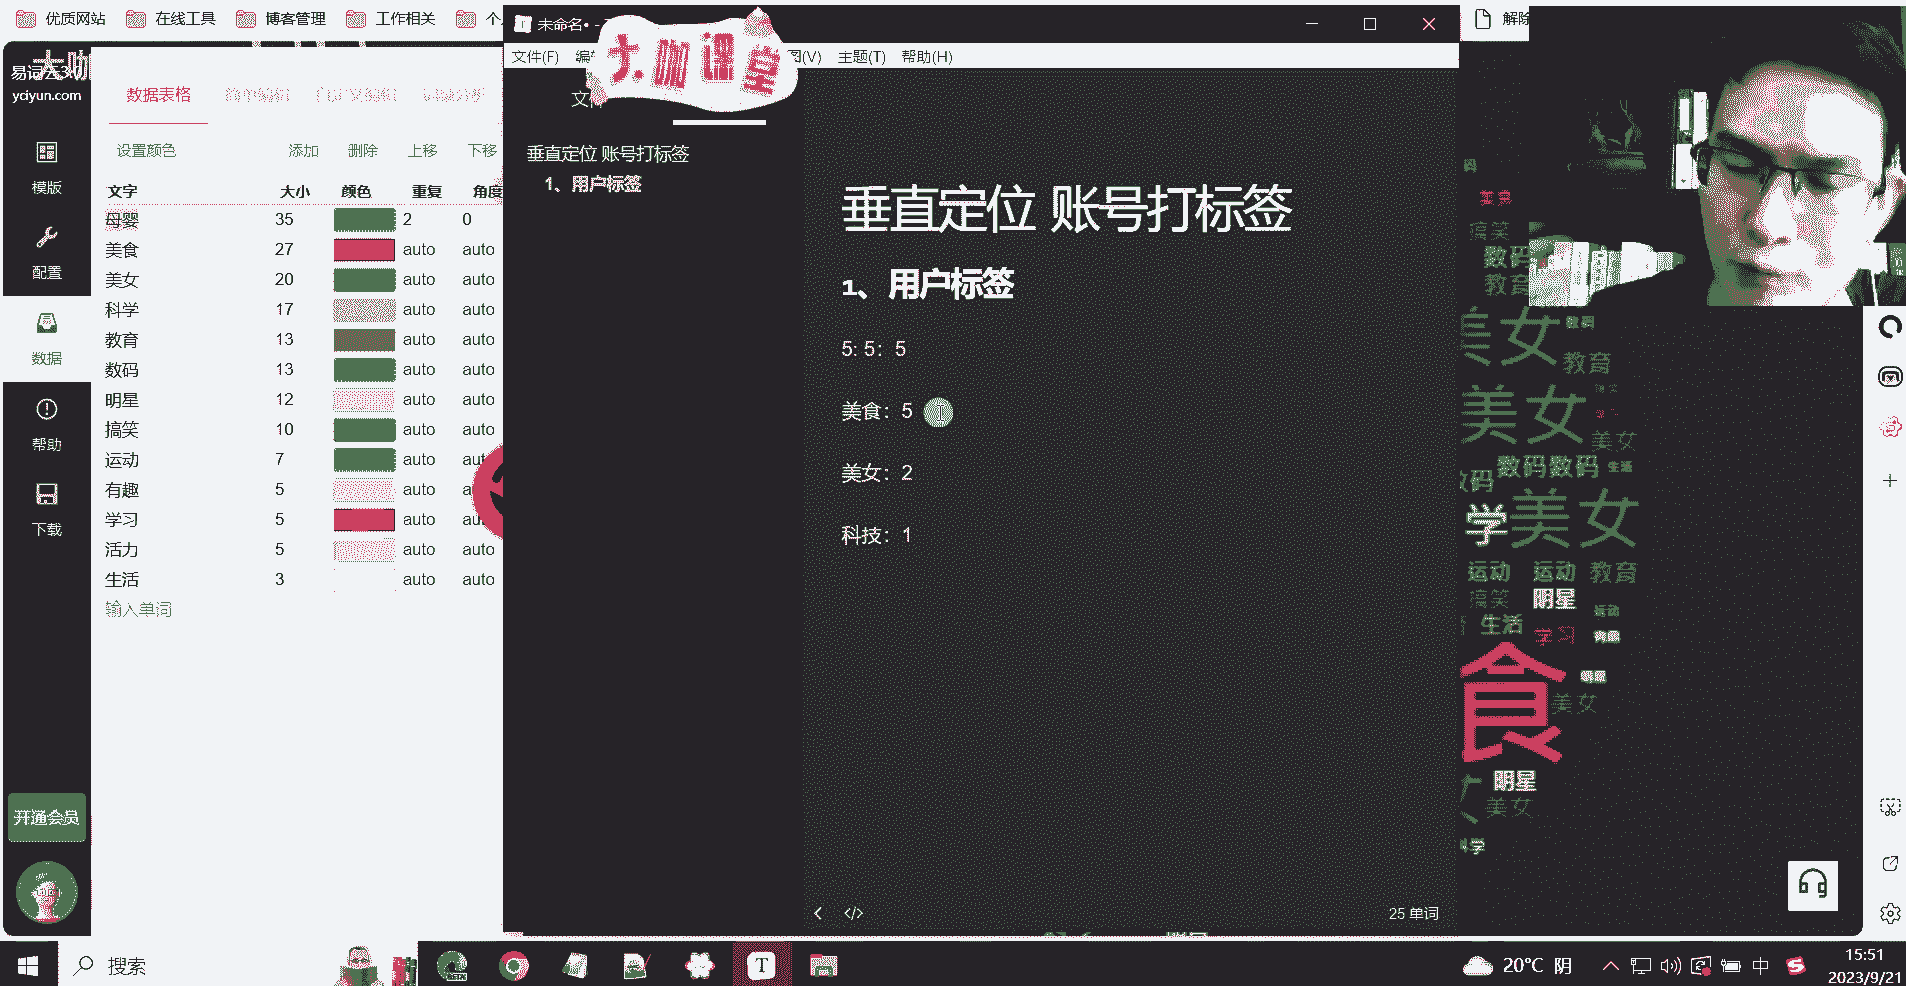 优质网站 在线工具 博客管理 工作相关
未命名• -
解除
文件(F) 图(V) 主题(T) 帮助(H)
大咖课堂
易词云3
yciyun.com
模版
配置
数据
帮助
下载
开通会员
数据表格
设置颜色 添加 删除 上移 下移
文字 大小 颜色 重复 角度
母婴 35 2 0
美食 27 auto auto
美女 20 auto auto
科学 17 auto auto
教育 13 auto auto
数码 13 auto auto
明星 12 auto auto
搞笑 10 auto auto
运动 7 auto auto
有趣 5 auto
学习 5 auto
活力 5 auto auto
生活 3 auto auto
输入单词
垂直定位 账号打标签
1、用户标签
垂直定位 账号打标签
1、用户标签
5: 5: 5
美食：5
美女：2
科技：1
25 单词
搞笑
数码
教育
美女
教育
美女
美女
数码数码 生活
学美女
运动 运动 教育
搞笑 明星
生活 学习
食
美女
明星
美女
搜索
20°C 阴
中
15:51
2023/9/21